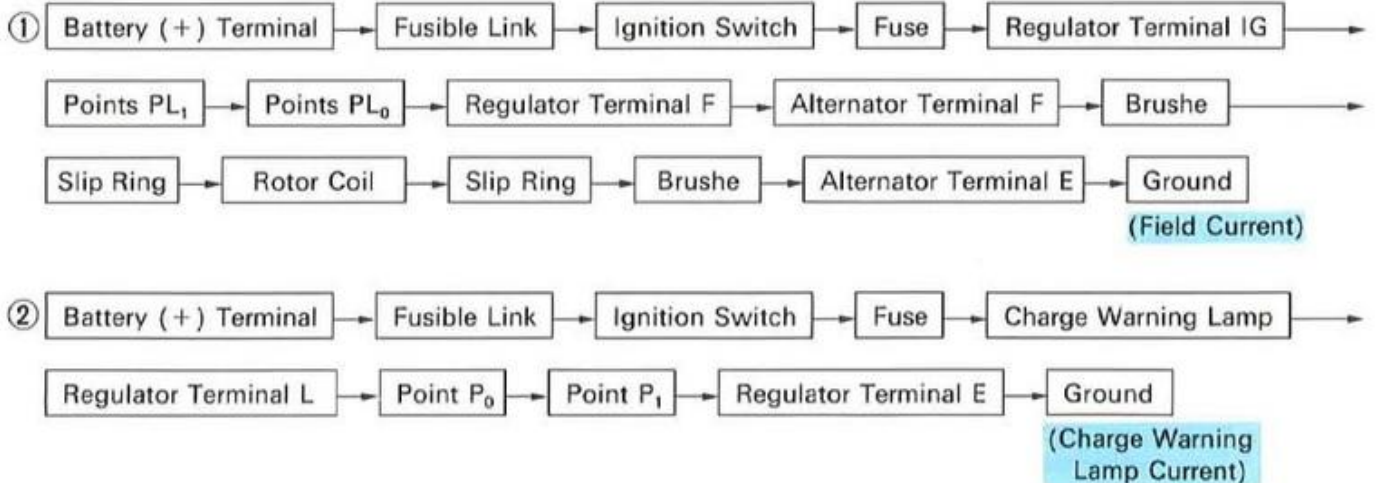 ① Battery (+) Terminal Fusible Link Ignition Switch Fuse Regulator Terminal IG
Points PL₁ Points PL₀ Regulator Terminal F Alternator Terminal F Brushe
Slip Ring Rotor Coil Slip Ring Brushe Alternator Terminal E Ground
(Field Current)
② Battery (+) Terminal Fusible Link Ignition Switch Fuse Charge Warning Lamp
Regulator Terminal L Point P₀ Point P₁ Regulator Terminal E Ground
(Charge Warning
Lamp Current)